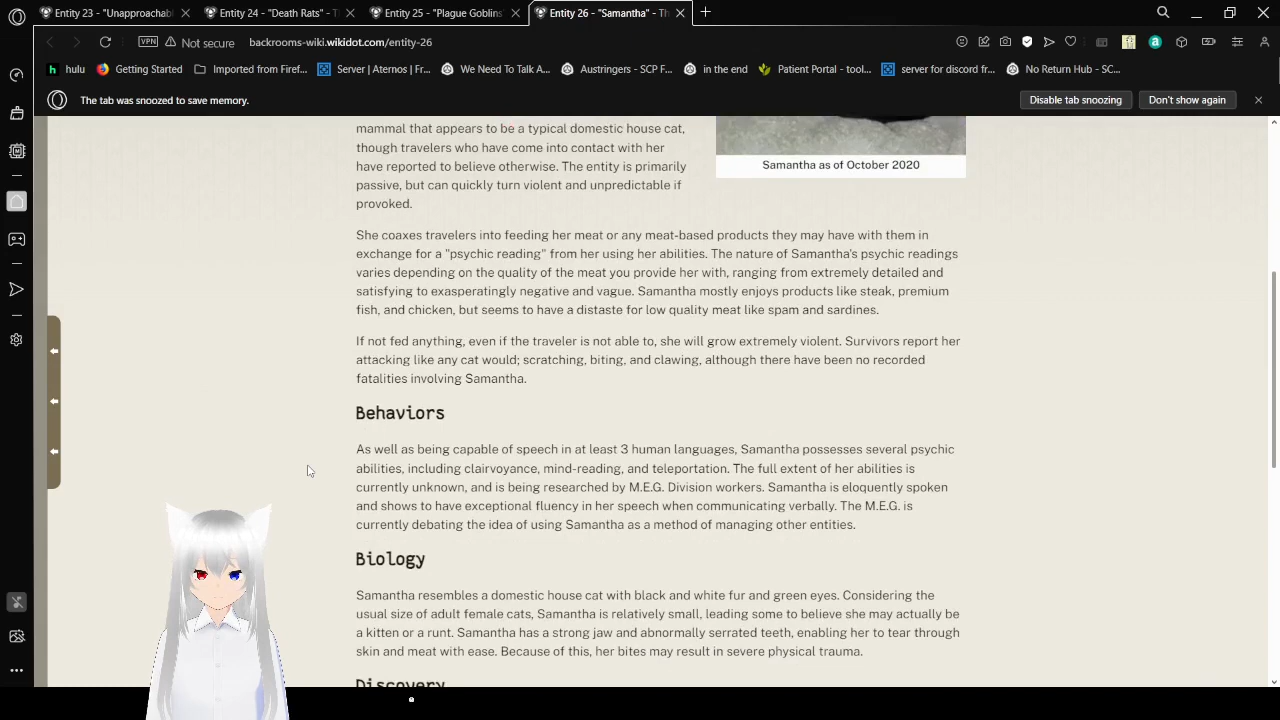 Entity 23 - "Unapproachabl
Entity 24 - "Death Rats" - T
Entity 25 - "Plague Goblins"
Entity 26 - "Samantha" - Th
VPN
Not secure
backrooms-wiki.wikidot.com/entity-26
hulu
Getting Started
Imported from Firef...
Server | Aternos | Fr...
We Need To Talk A...
Austringers - SCP F...
in the end
Patient Portal - tool...
server for discord fr...
No Return Hub - SC...
The tab was snoozed to save memory.
Disable tab snoozing
Don't show again
mammal that appears to be a typical domestic house cat,
though travelers who have come into contact with her
have reported to believe otherwise. The entity is primarily
passive, but can quickly turn violent and unpredictable if
provoked.
Samantha as of October 2020
She coaxes travelers into feeding her meat or any meat-based products they may have with them in
exchange for a "psychic reading" from her using her abilities. The nature of Samantha's psychic readings
varies depending on the quality of the meat you provide her with, ranging from extremely detailed and
satisfying to exasperatingly negative and vague. Samantha mostly enjoys products like steak, premium
fish, and chicken, but seems to have a distaste for low quality meat like spam and sardines.
If not fed anything, even if the traveler is not able to, she will grow extremely violent. Survivors report her
attacking like any cat would; scratching, biting, and clawing, although there have been no recorded
fatalities involving Samantha.
Behaviors
As well as being capable of speech in at least 3 human languages, Samantha possesses several psychic
abilities, including clairvoyance, mind-reading, and teleportation. The full extent of her abilities is
currently unknown, and is being researched by M.E.G. Division workers. Samantha is eloquently spoken
and shows to have exceptional fluency in her speech when communicating verbally. The M.E.G. is
currently debating the idea of using Samantha as a method of managing other entities.
Biology
Samantha resembles a domestic house cat with black and white fur and green eyes. Considering the
usual size of adult female cats, Samantha is relatively small, leading some to believe she may actually be
a kitten or a runt. Samantha has a strong jaw and abnormally serrated teeth, enabling her to tear through
skin and meat with ease. Because of this, her bites may result in severe physical trauma.
Discovery